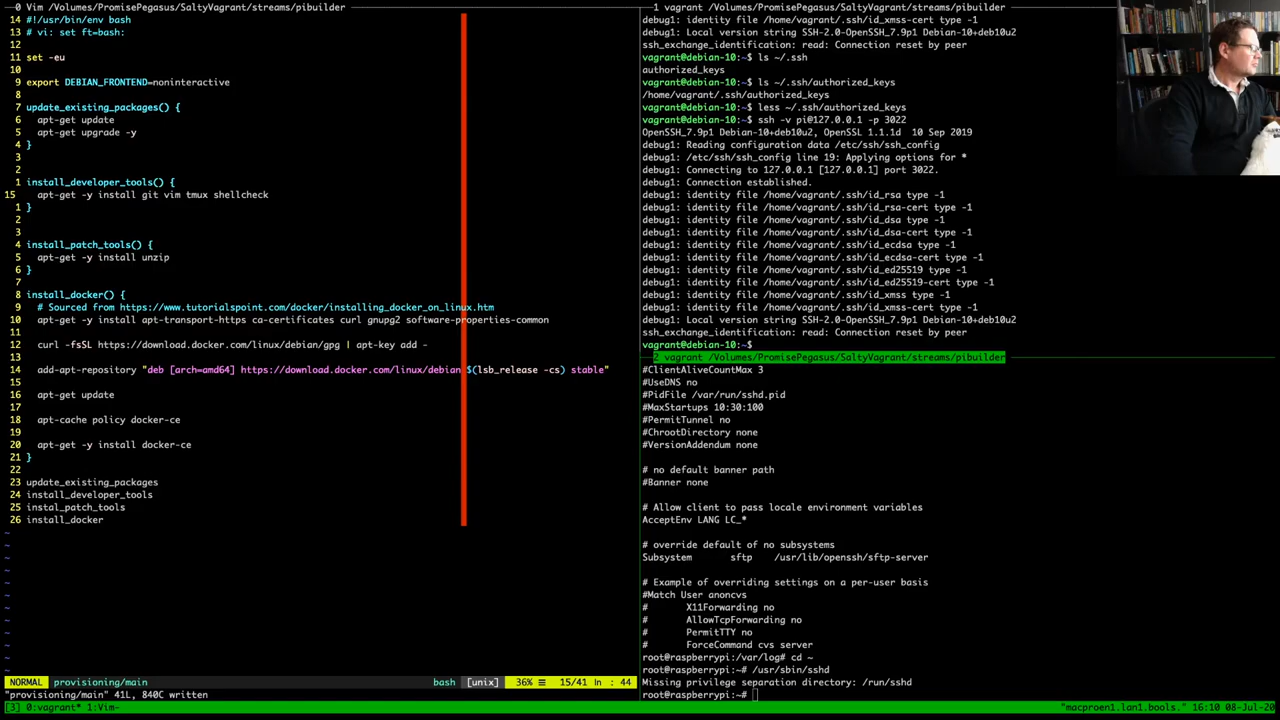 0 Vim /Volumes/PromisePegasus/SaltyVagrant/streams/pibuilder
14 #!/usr/bin/env bash
13 # vi: set ft=bash:
12
11 set -eu
10
9 export DEBIAN_FRONTEND=noninteractive
8
7 update_existing_packages() {
6 apt-get update
5 apt-get upgrade -y
4 }
3
2
1 install_developer_tools() {
15 apt-get -y install git vim tmux shellcheck
1 }
2
3
4 install_patch_tools() {
5 apt-get -y install unzip
6 }
7
8 install_docker() {
9 # Sourced from https://www.tutorialspoint.com/docker/installing_docker_on_linux.htm
10 apt-get -y install apt-transport-https ca-certificates curl gnupg2 software-properties-common
11
12 curl -fsSL https://download.docker.com/linux/debian/gpg | apt-key add -
13
14 add-apt-repository "deb [arch=amd64] https://download.docker.com/linux/debian $(lsb_release -cs) stable"
15
16 apt-get update
17
18 apt-cache policy docker-ce
19
20 apt-get -y install docker-ce
21 }
22
23 update_existing_packages
24 install_developer_tools
25 instal_patch_tools
26 install_docker
~
~
~
~
~
~
~
~
~
~
~
~
NORMAL provisioning/main bash [unix] 36% ≡ 15/41 ln : 44
"provisioning/main" 41L, 840C written
1 vagrant /Volumes/PromisePegasus/SaltyVagrant/streams/pibuilder
debug1: identity file /home/vagrant/.ssh/id_xmss-cert type -1
debug1: Local version string SSH-2.0-OpenSSH_7.9p1 Debian-10+deb10u2
ssh_exchange_identification: read: Connection reset by peer
vagrant@debian-10:~$ ls ~/.ssh
authorized_keys
vagrant@debian-10:~$ ls ~/.ssh/authorized_keys
/home/vagrant/.ssh/authorized_keys
vagrant@debian-10:~$ less ~/.ssh/authorized_keys
vagrant@debian-10:~$ ssh -v pi@127.0.0.1 -p 3022
OpenSSH_7.9p1 Debian-10+deb10u2, OpenSSL 1.1.1d  10 Sep 2019
debug1: Reading configuration data /etc/ssh/ssh_config
debug1: /etc/ssh/ssh_config line 19: Applying options for *
debug1: Connecting to 127.0.0.1 [127.0.0.1] port 3022.
debug1: Connection established.
debug1: identity file /home/vagrant/.ssh/id_rsa type -1
debug1: identity file /home/vagrant/.ssh/id_rsa-cert type -1
debug1: identity file /home/vagrant/.ssh/id_dsa type -1
debug1: identity file /home/vagrant/.ssh/id_dsa-cert type -1
debug1: identity file /home/vagrant/.ssh/id_ecdsa type -1
debug1: identity file /home/vagrant/.ssh/id_ecdsa-cert type -1
debug1: identity file /home/vagrant/.ssh/id_ed25519 type -1
debug1: identity file /home/vagrant/.ssh/id_ed25519-cert type -1
debug1: identity file /home/vagrant/.ssh/id_xmss type -1
debug1: identity file /home/vagrant/.ssh/id_xmss-cert type -1
debug1: Local version string SSH-2.0-OpenSSH_7.9p1 Debian-10+deb10u2
ssh_exchange_identification: read: Connection reset by peer
vagrant@debian-10:~$
2 vagrant /Volumes/PromisePegasus/SaltyVagrant/streams/pibuilder
#ClientAliveCountMax 3
#UseDNS no
#PidFile /var/run/sshd.pid
#MaxStartups 10:30:100
#PermitTunnel no
#ChrootDirectory none
#VersionAddendum none

# no default banner path
#Banner none

# Allow client to pass locale environment variables
AcceptEnv LANG LC_*

# override default of no subsystems
Subsystem sftp /usr/lib/openssh/sftp-server

# Example of overriding settings on a per-user basis
#Match User anoncvs
# X11Forwarding no
# AllowTcpForwarding no
# PermitTTY no
# ForceCommand cvs server
root@raspberrypi:/var/log# cd ~
root@raspberrypi:~# /usr/sbin/sshd
Missing privilege separation directory: /run/sshd
root@raspberrypi:~#
[3] 0:vagrant* 1:Vim- "macproen1.lan1.bools." 16:10 08-Jul-20